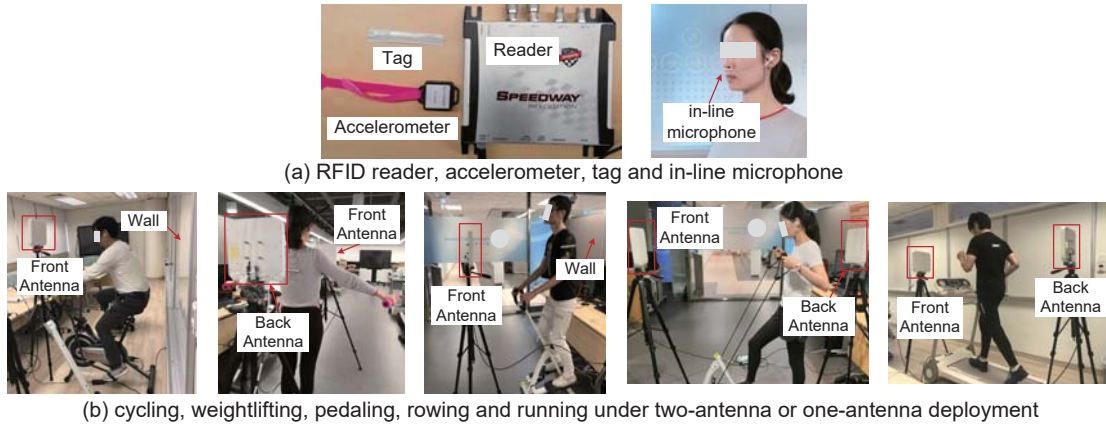 Tag
Reader
SPEEDWAY
REVOLUTION
Accelerometer
in-line
microphone
(a) RFID reader, accelerometer, tag and in-line microphone
Wall
Front
Antenna
Front
Antenna
Back
Antenna
Front
Antenna
Wall
Front
Antenna
Back
Antenna
Front
Antenna
Back
Antenna
(b) cycling, weightlifting, pedaling, rowing and running under two-antenna or one-antenna deployment